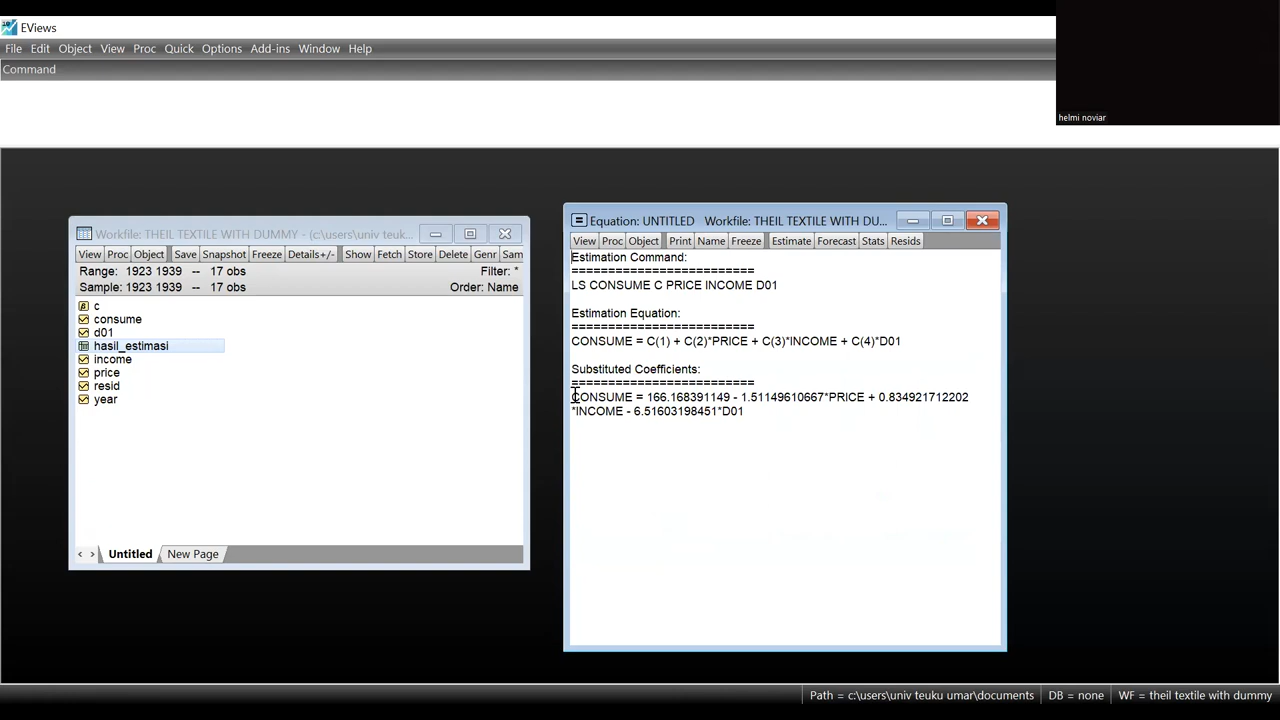 EViews
File Edit Object View Proc Quick Options Add-ins Window Help
Command
helmi noviar
Workfile: THEIL TEXTILE WITH DUMMY - (c:\users\univ teuku...
View Proc Object Save Snapshot Freeze Details+/- Show Fetch Store Delete Genr Sam
Range: 1923 1939 -- 17 obs Filter: *
Sample: 1923 1939 -- 17 obs Order: Name
c
consume
d01
hasil_estimasi
income
price
resid
year
Untitled New Page
Equation: UNTITLED Workfile: THEIL TEXTILE WITH DU...
View Proc Object Print Name Freeze Estimate Forecast Stats Resids
Estimation Command:
=========================
LS CONSUME C PRICE INCOME D01
Estimation Equation:
=========================
CONSUME = C(1) + C(2)*PRICE + C(3)*INCOME + C(4)*D01
Substituted Coefficients:
=========================
CONSUME = 166.168391149 - 1.51149610667*PRICE + 0.834921712202
*INCOME - 6.51603198451*D01
Path = c:\users\univ teuku umar\documents DB = none WF = theil textile with dummy